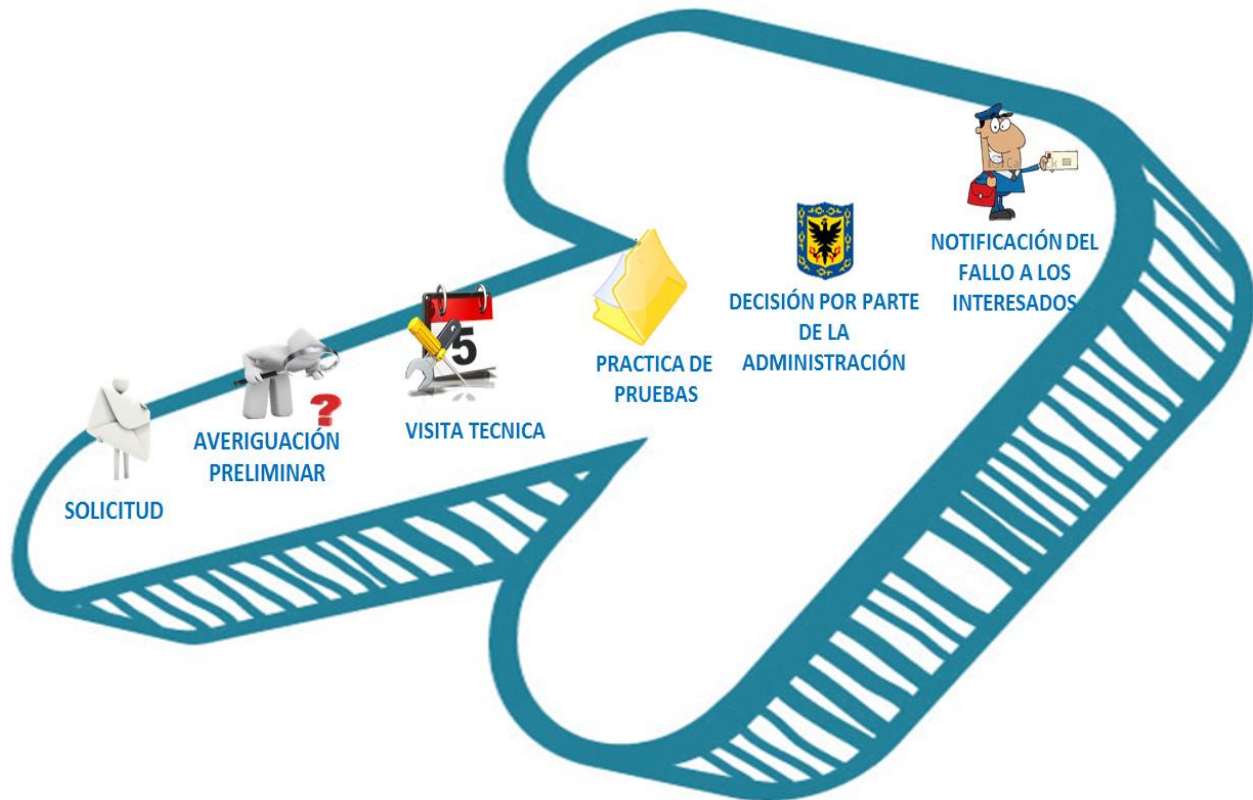 SOLICITUD
AVERIGUACIÓN
PRELIMINAR
?
VISITA TECNICA
5
PRACTICA DE
PRUEBAS
DECISIÓN POR PARTE
DE LA
ADMINISTRACIÓN
NOTIFICACIÓN DEL
FALLO A LOS
INTERESADOS